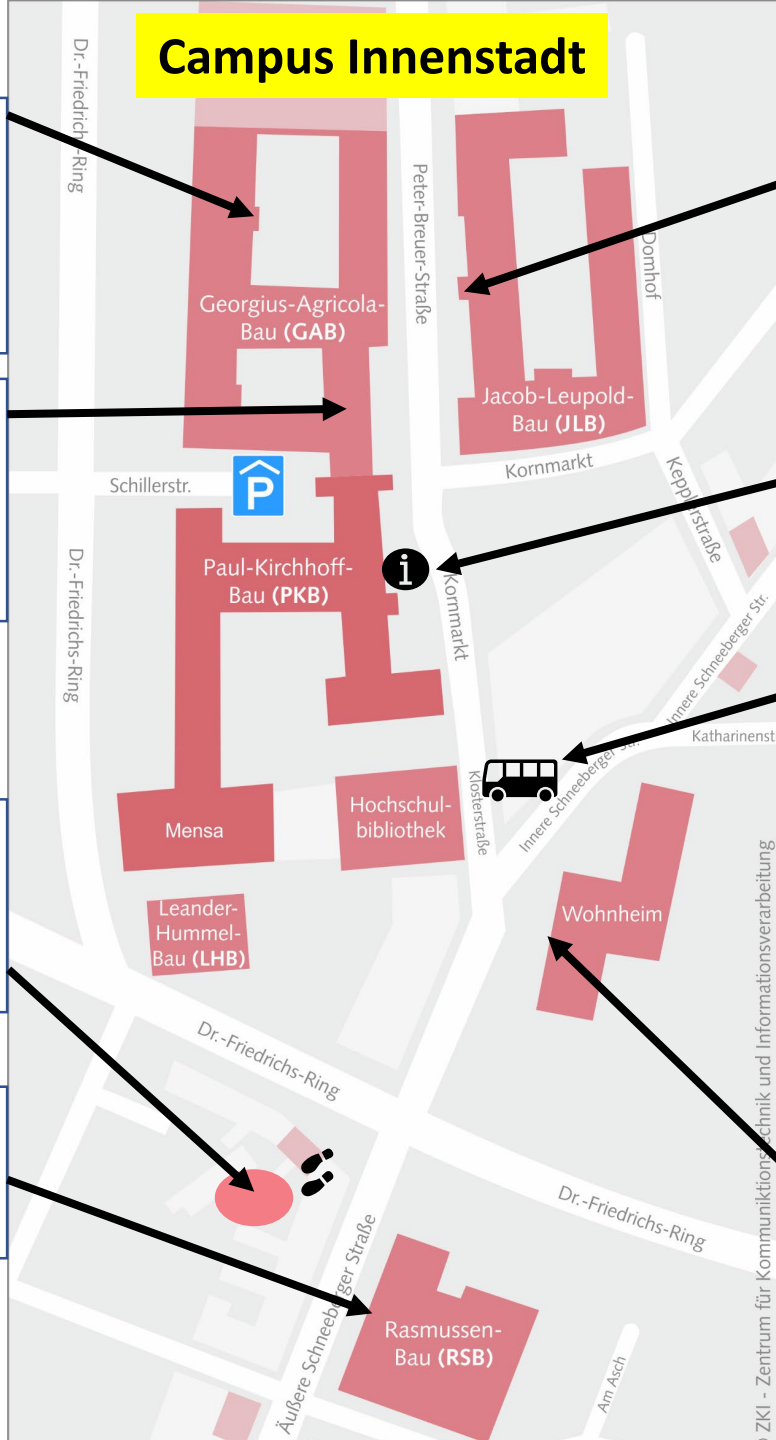 Campus Innenstadt
Dr.-Friedrichs-Ring
Peter-Breuer-Straße
Domhof
Georgius-Agricola-
Bau (GAB)
Jacob-Leupold-
Bau (JLB)
Kornmarkt
Schillerstr.
P
Kepplerstraße
Dr.-Friedrichs-Ring
Paul-Kirchhoff-
Bau (PKB)
i
Kornmarkt
Innere Schneeberger Str.
Katharinenst
Innere Schneeberger Str.
Klosterstraße
Mensa
Hochschul-
bibliothek
Leander-
Hummel-
Bau (LHB)
Wohnheim
Dr.-Friedrichs-Ring
Dr.-Friedrichs-Ring
Äußere Schneeberger Straße
Rasmussen-
Bau (RSB)
Am Asch
ZKI - Zentrum für Kommunikationstechnik und Informationsverarbeitung